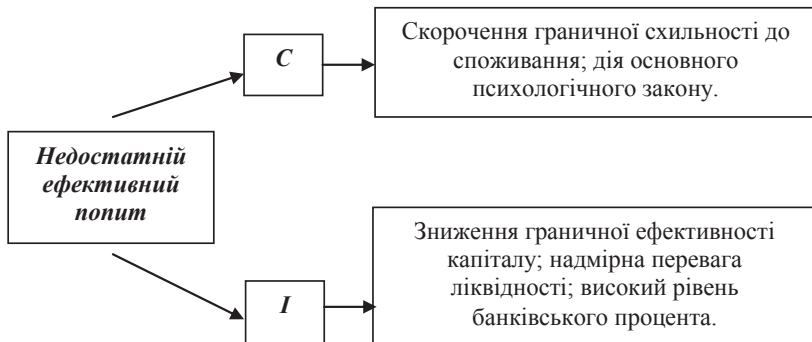 С
Скорочення граничної схильності до
споживання; дія основного
психологічного закону.
Недостатній
ефективний
попит
І
Зниження граничної ефективності
капіталу; надмірна перевага
ліквідності; високий рівень
банківського процента.